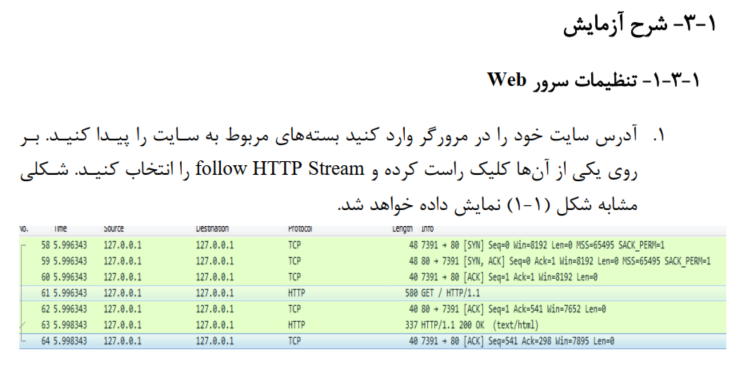 ۱-۳- شرح آزمایش
۱-۳-۱- تنظیمات سرور Web
۱. آدرس سایت خود را در مرورگر وارد کنید بسته‌های مربوط به سایت را پیدا کنید. بر
روی یکی از آن‌ها کلیک راست کرده و follow HTTP Stream را انتخاب کنید. شکلی
مشابه شکل (۱-۱) نمایش داده خواهد شد.
No. Time Source Destination Protocol Length Info
58 5.996343 127.0.0.1 127.0.0.1 TCP 48 7391 → 80 [SYN] Seq=0 Win=8192 Len=0 MSS=65495 SACK_PERM=1
59 5.996343 127.0.0.1 127.0.0.1 TCP 48 80 → 7391 [SYN, ACK] Seq=0 Ack=1 Win=8192 Len=0 MSS=65495 SACK_PERM=1
60 5.996343 127.0.0.1 127.0.0.1 TCP 40 7391 → 80 [ACK] Seq=1 Ack=1 Win=8192 Len=0
61 5.996343 127.0.0.1 127.0.0.1 HTTP 580 GET / HTTP/1.1
62 5.996343 127.0.0.1 127.0.0.1 TCP 40 80 → 7391 [ACK] Seq=1 Ack=541 Win=7652 Len=0
63 5.998343 127.0.0.1 127.0.0.1 HTTP 337 HTTP/1.1 200 OK (text/html)
64 5.998343 127.0.0.1 127.0.0.1 TCP 40 7391 → 80 [ACK] Seq=541 Ack=298 Win=7895 Len=0